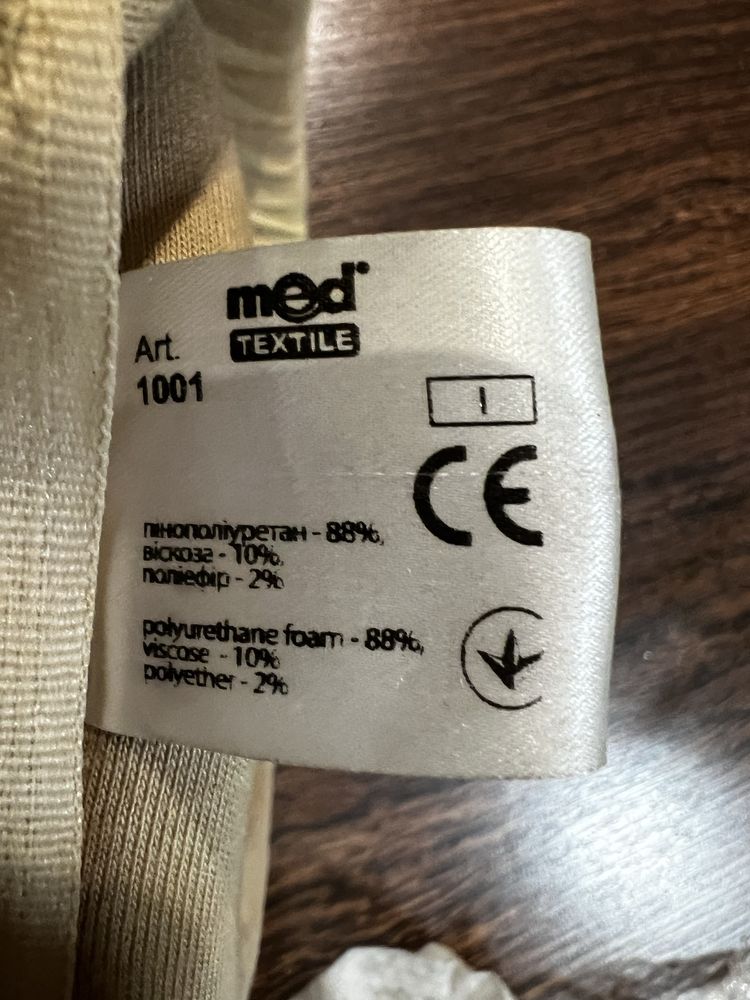 med
TEXTILE
Art.
1001
I
CE
пінополіуретан - 88%,
віскоза - 10%,
поліефір - 2%
polyurethane foam - 88%,
viscose - 10%
polyether - 2%